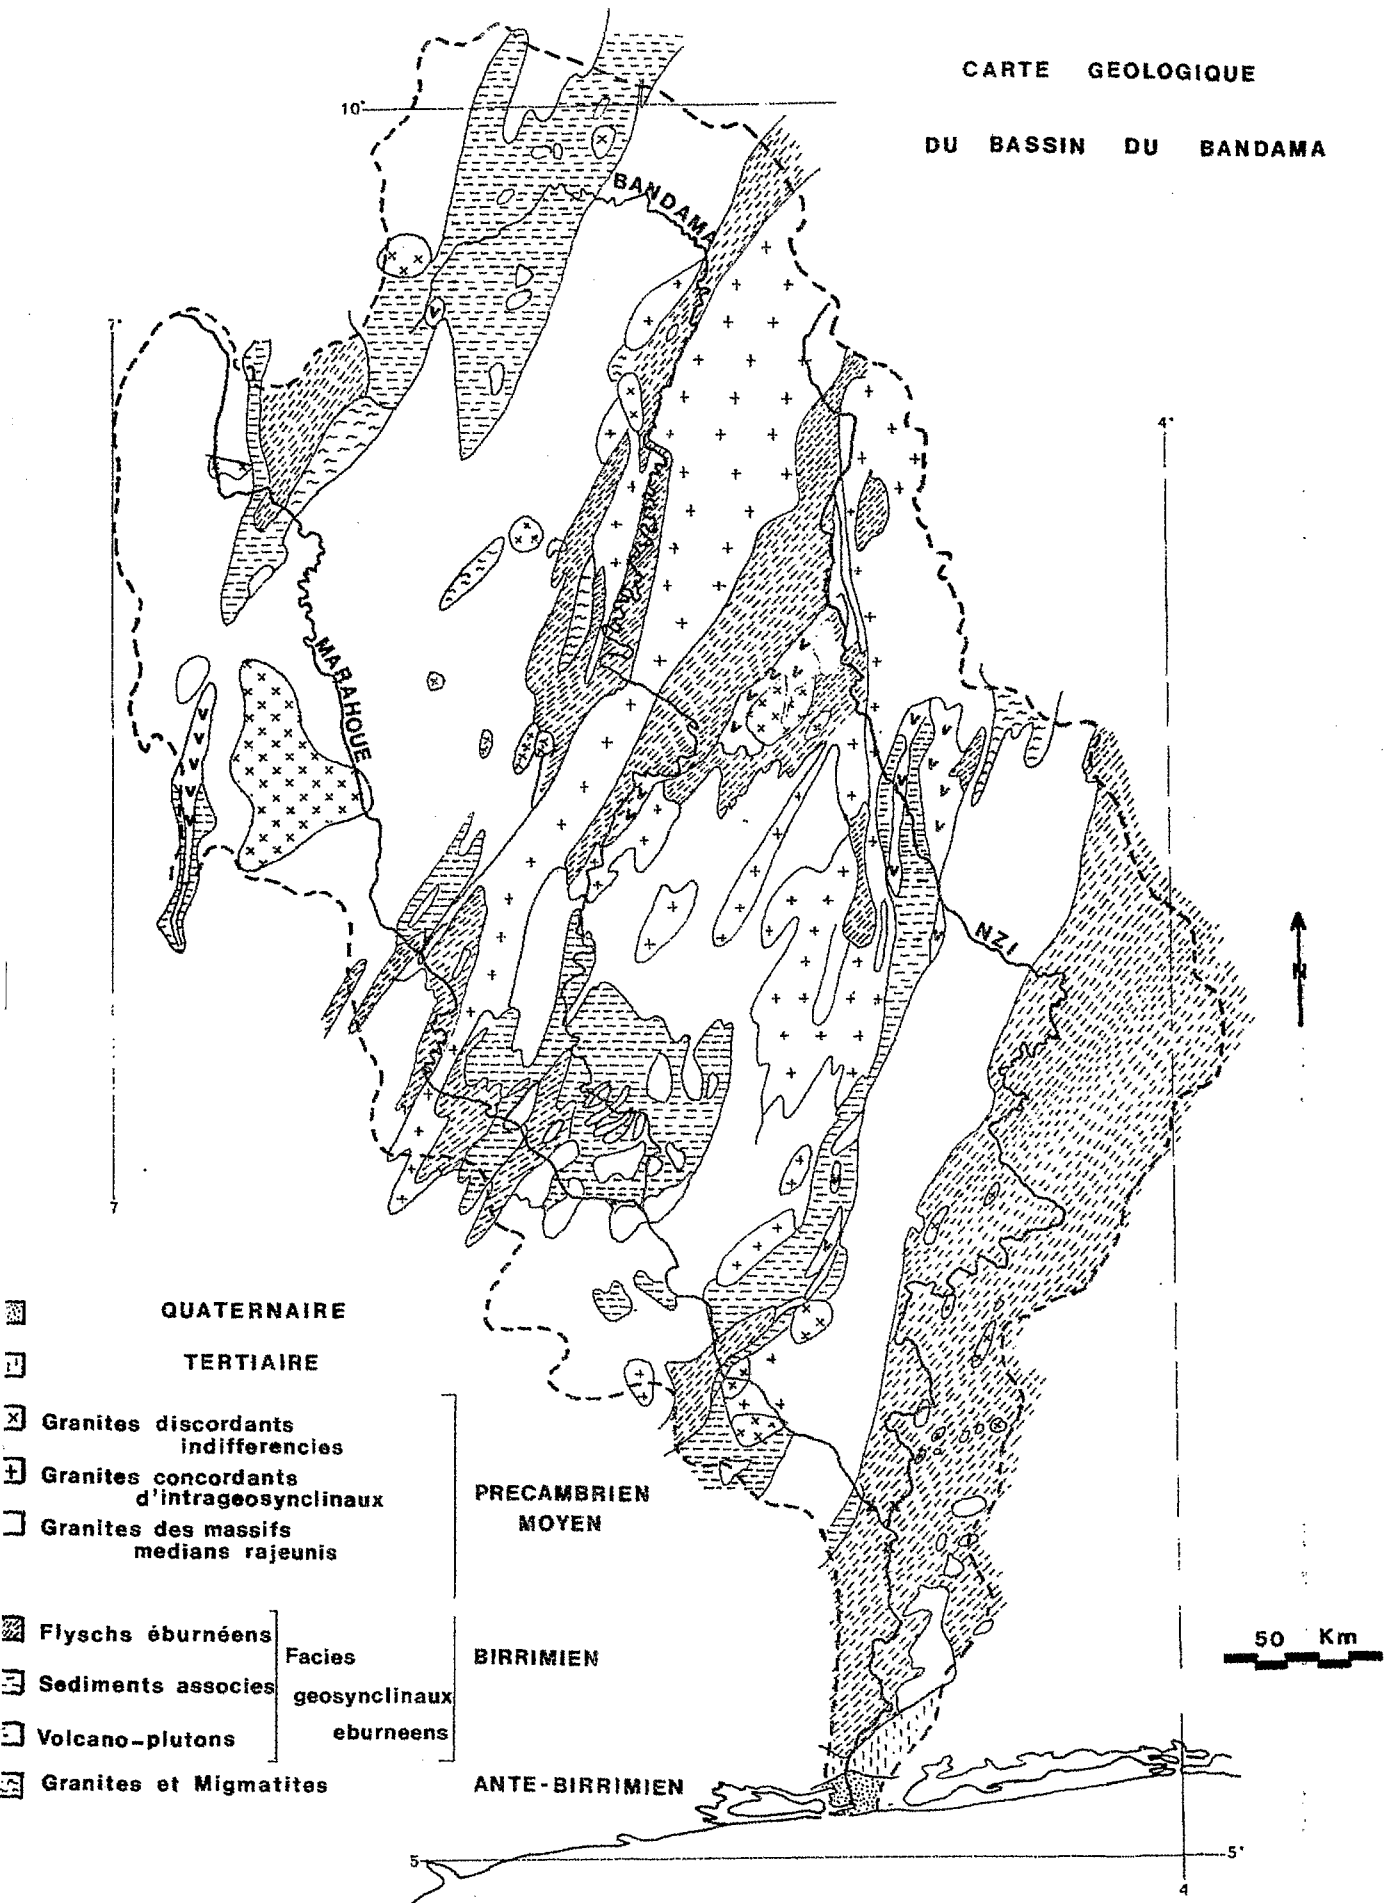 CARTE GEOLOGIQUE
DU BASSIN DU BANDAMA
10°
BANDAMA
7°
4°
MARAHOUE
NZI
N
7
QUATERNAIRE
TERTIAIRE
Granites discordants
indifferencies
Granites concordants
d'intrageosynclinaux
Granites des massifs
medians rajeunis
PRECAMBRIEN
MOYEN
Flyschs éburnéens
Sediments associes
Volcano-plutons
Facies
geosynclinaux
eburneens
BIRRIMIEN
Granites et Migmatites
ANTE-BIRRIMIEN
50 Km
5
5°
4